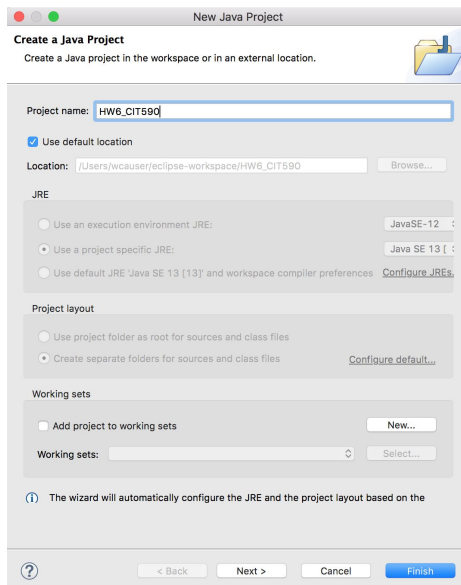 New Java Project
Create a Java Project
Create a Java project in the workspace or in an external location.
Project name: HW6_CIT590
Use default location
Location: /Users/wcauser/eclipse-workspace/HW6_CIT590 Browse...
JRE
Use an execution environment JRE: JavaSE-12
Use a project specific JRE: Java SE 13 [
Use default JRE 'Java SE 13 [13]' and workspace compiler preferences Configure JREs.
Project layout
Use project folder as root for sources and class files
Create separate folders for sources and class files Configure default...
Working sets
Add project to working sets New...
Working sets: Select...
The wizard will automatically configure the JRE and the project layout based on the
? < Back Next > Cancel Finish